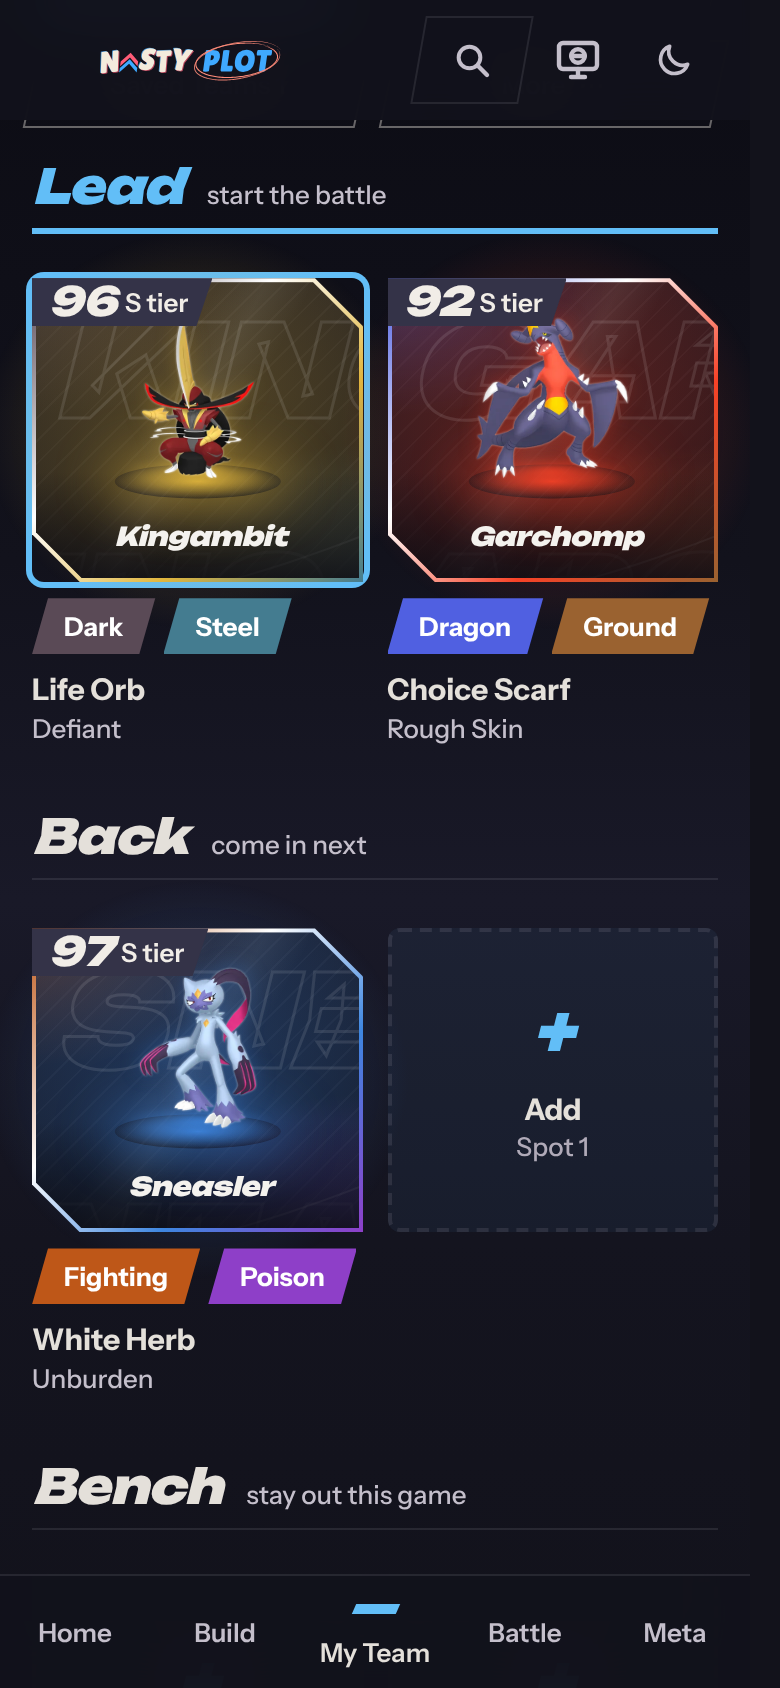 NASTY PLOT
Lead start the battle
96 S tier
92 S tier
Kingambit
Garchomp
Dark
Steel
Dragon
Ground
Life Orb
Choice Scarf
Defiant
Rough Skin
Back come in next
97 S tier
Sneasler
Add
Spot 1
Fighting
Poison
White Herb
Unburden
Bench stay out this game
Home
Build
My Team
Battle
Meta